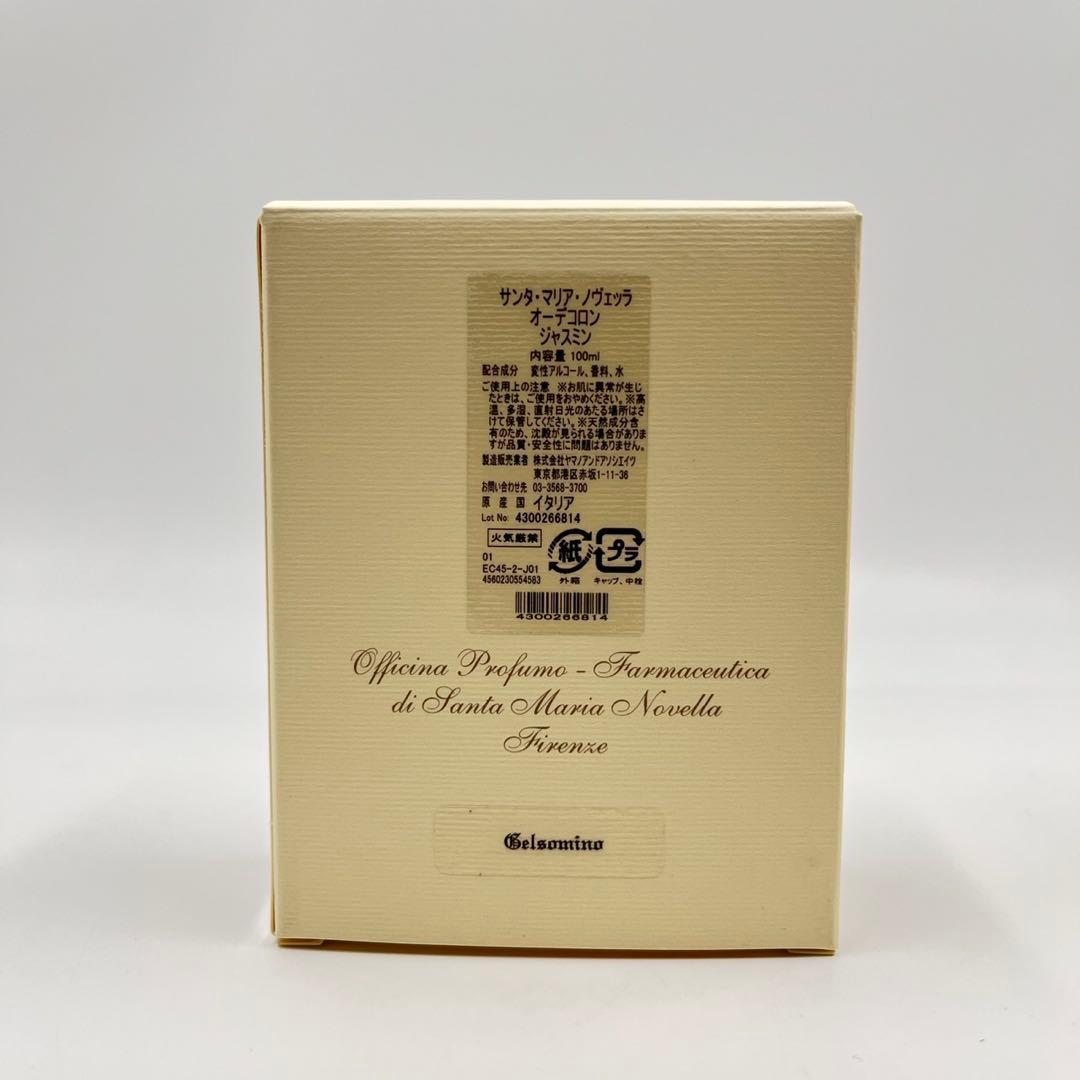 サンタ・マリア・ノヴェッラ
オーデコロン
ジャスミン
内容量 100ml
配合成分 変性アルコール、香料、水
ご使用上の注意 ※お肌に異常が生じ
たときは、ご使用をおやめください。※高
温、多湿、直射日光のあたる場所はさ
けて保管してください。※天然成分含
有のため、沈殿が見られる場合がありま
すが品質・安全性に問題はありません。
製造販売業者 株式会社ヤマノアンドアソシエイツ
東京都港区赤坂1-11-36
お問い合わせ先 03-3568-3700
原産国 イタリア
Lot No: 4300266814
火気厳禁
紙
プラ
01
EC45-2-J01
4560230554583
外箱
キャップ、中栓
4300266814
Officina Profumo - Farmaceutica
di Santa Maria Novella
Firenze
Gelsomino